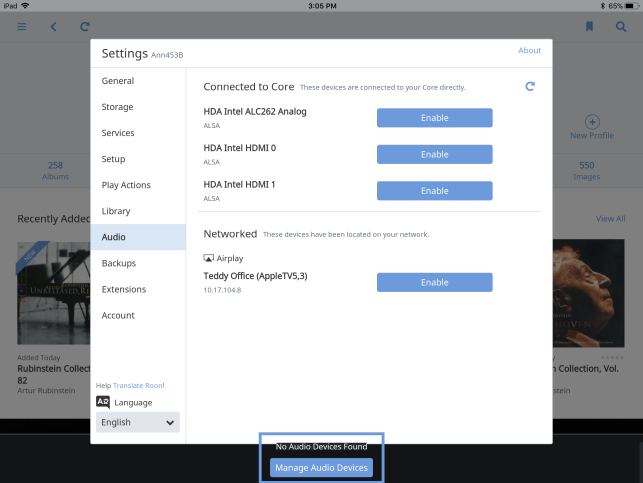 iPad 3:05 PM 65%
Settings Ann453B About
General
Storage
Services
Setup
Play Actions
Library
Audio
Backups
Extensions
Account
Help Translate Roon!
Language
English
Connected to Core These devices are connected to your Core directly.
HDA Intel ALC262 Analog
ALSA
Enable
HDA Intel HDMI 0
ALSA
Enable
HDA Intel HDMI 1
ALSA
Enable
Networked These devices have been located on your network.
Airplay
Teddy Office (AppleTV5,3)
10.17.104.8
Enable
New Profile
258
Albums
550
Images
Recently Added
View All
Added Today
Rubinstein Collect
82
Artur Rubinstein
n Collection, Vol.
stein
No Audio Devices Found
Manage Audio Devices